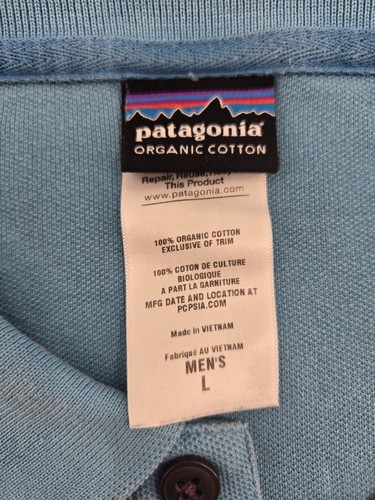 patagonia®
ORGANIC COTTON
Repair, Reuse,
This Product
www.patagonia.com
100% ORGANIC COTTON
EXCLUSIVE OF TRIM
100% COTON DE CULTURE
BIOLOGIQUE
A PART LA GARNITURE
MFG DATE AND LOCATION AT
PCPSIA.COM
Made in VIETNAM
Fabriqué AU VIETNAM
MEN'S
L